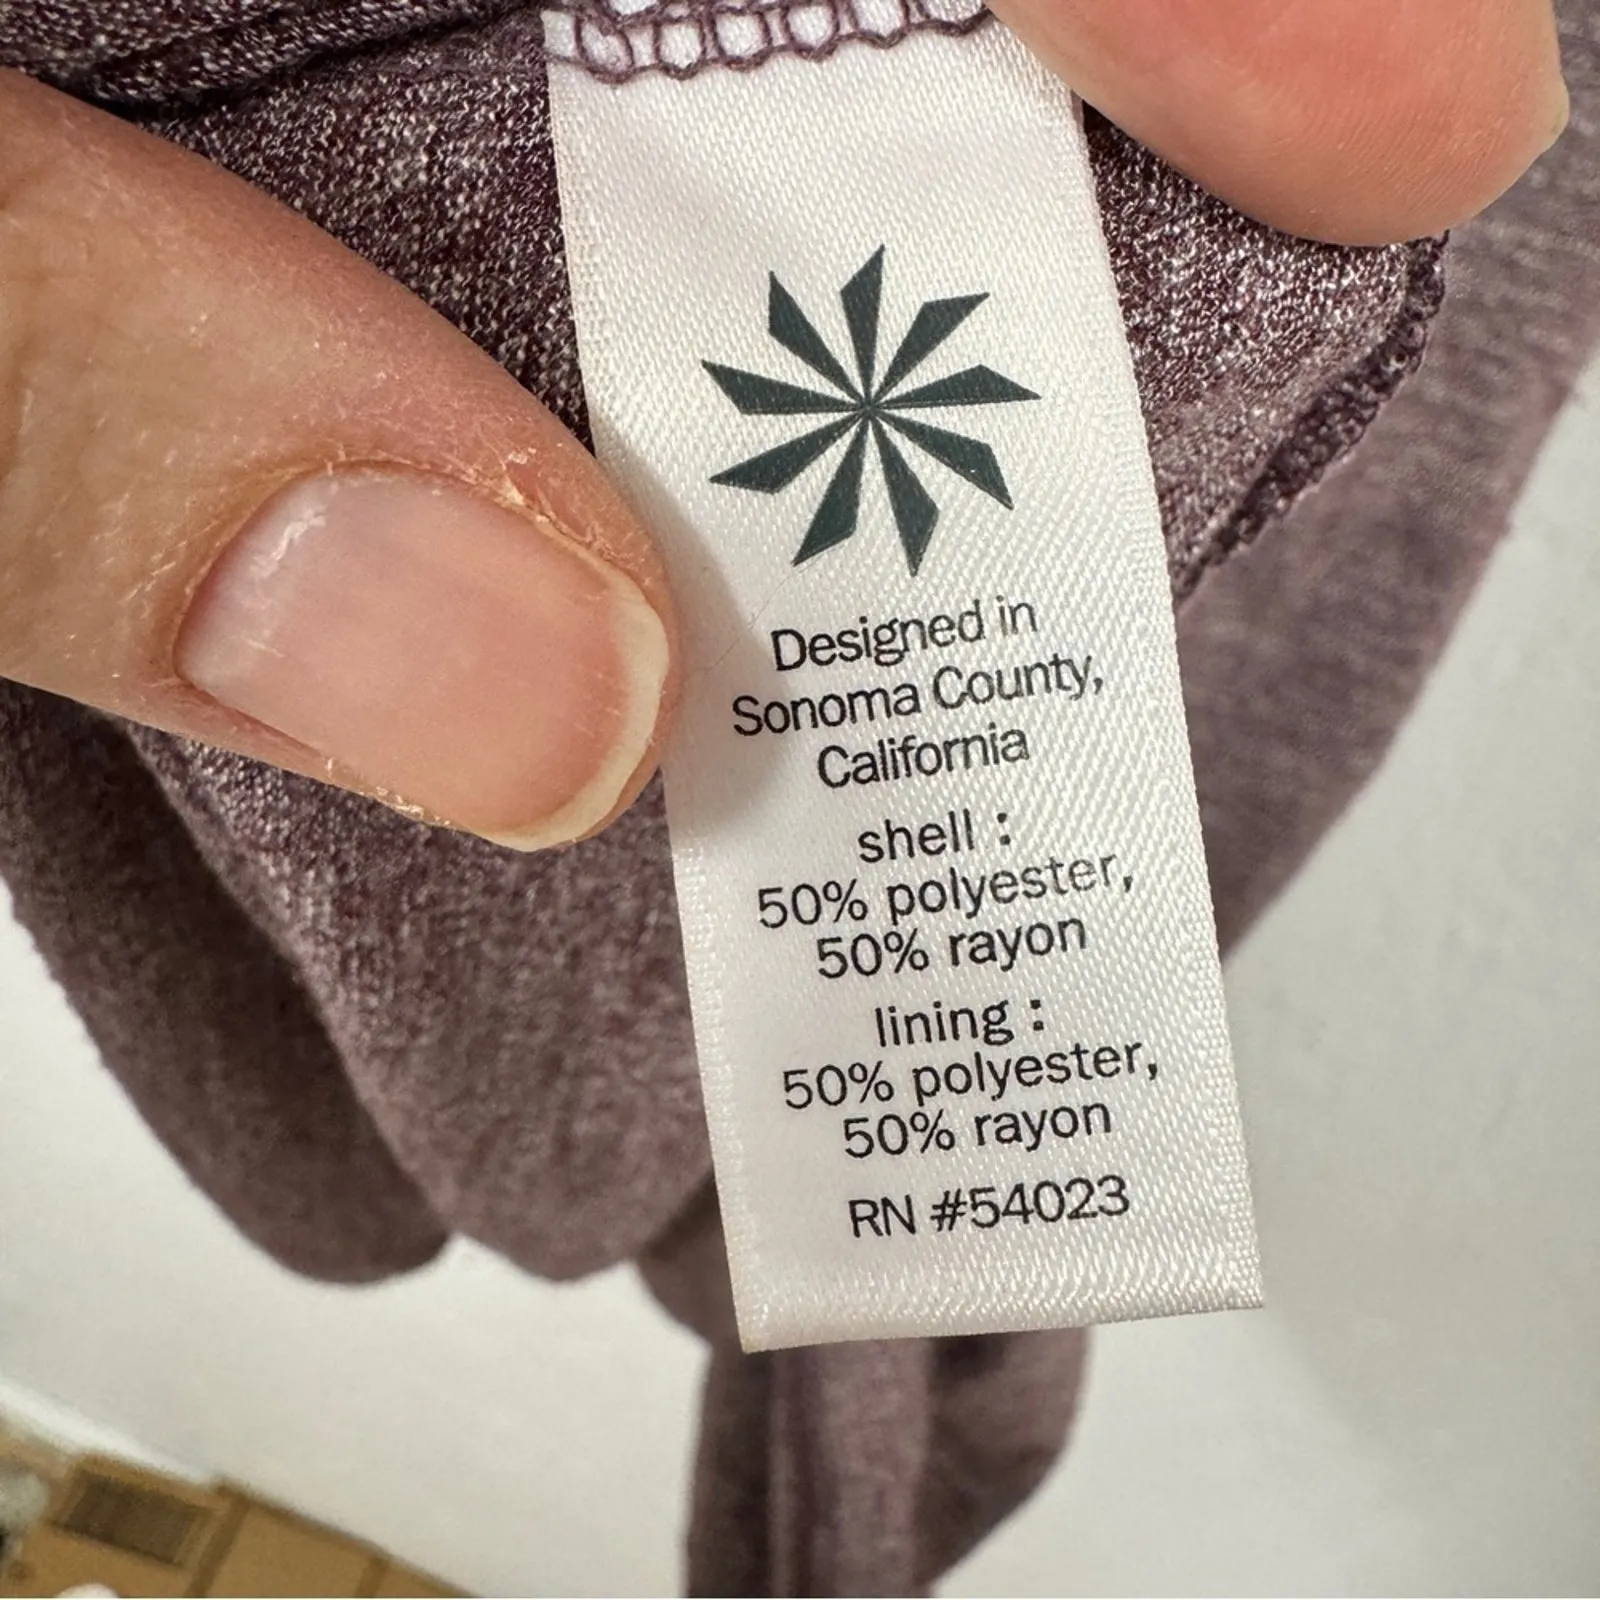 Designed in
Sonoma County,
California
shell :
50% polyester,
50% rayon
lining :
50% polyester,
50% rayon
RN #54023